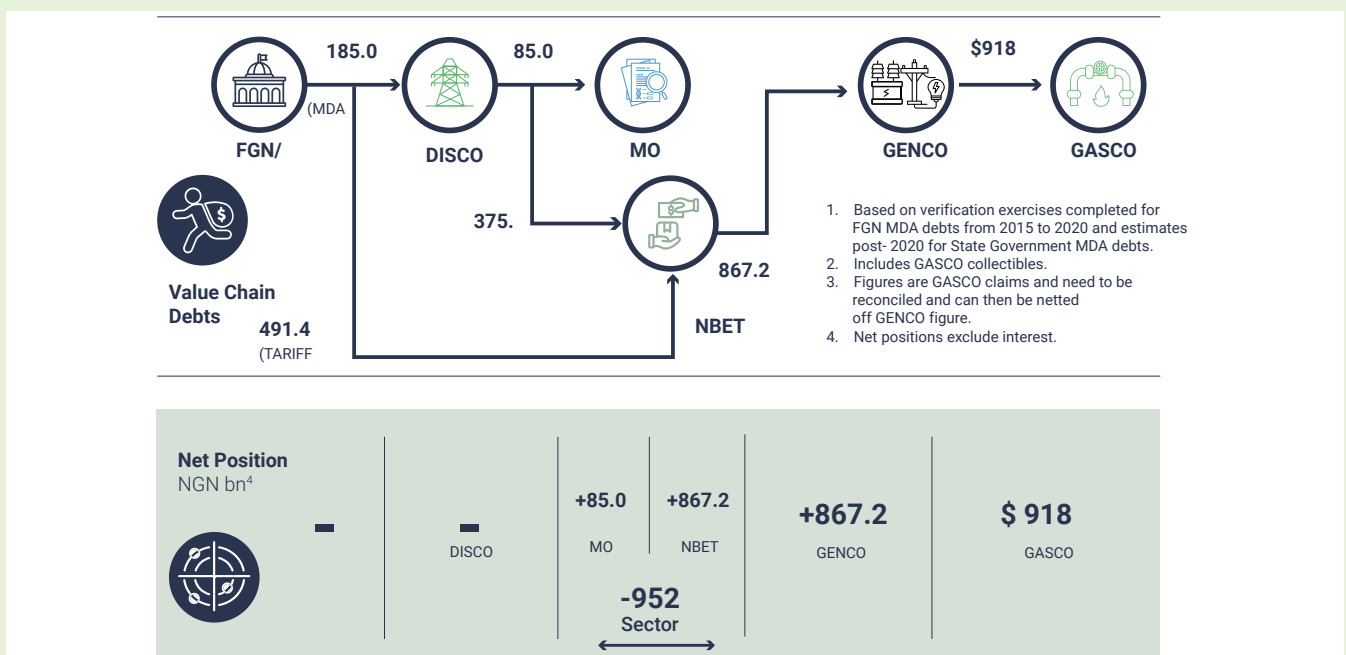 185.0
85.0
$918
(MDA
FGN/
DISCO
MO
GENCO
GASCO
$
375.
867.2
Value Chain
Debts
491.4
(TARIFF
NBET
1. Based on verification exercises completed for
FGN MDA debts from 2015 to 2020 and estimates
post- 2020 for State Government MDA debts.
2. Includes GASCO collectibles.
3. Figures are GASCO claims and need to be
reconciled and can then be netted
off GENCO figure.
4. Net positions exclude interest.
Net Position
NGN bn⁴
-
-
DISCO
+85.0
MO
+867.2
NBET
-952
Sector
+867.2
GENCO
$ 918
GASCO